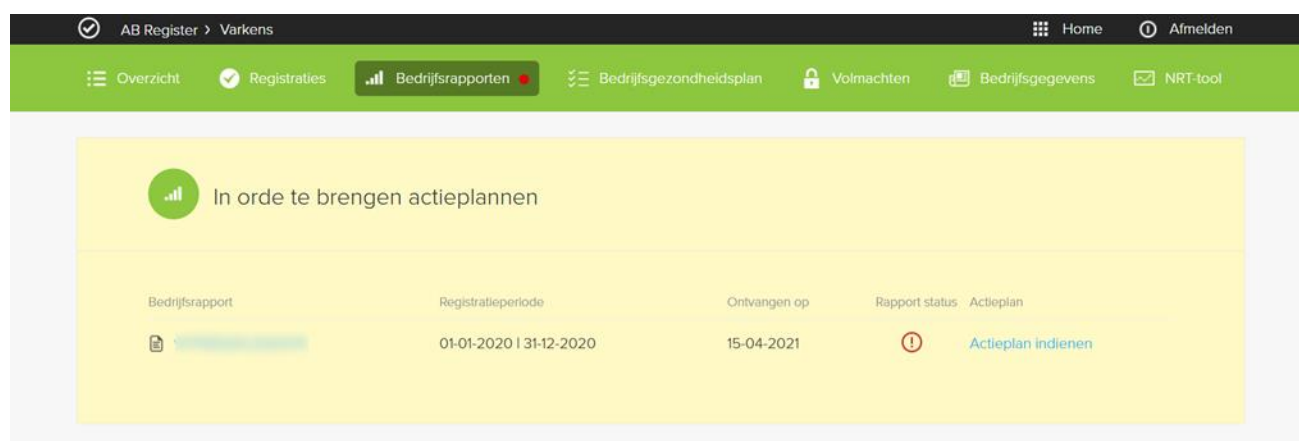 AB Register > Varkens Home Afmelden
Overzicht Registraties Bedrijfsrapporten Bedrijfsgezondheidsplan Volmachten Bedrijfsgegevens NRT-tool
In orde te brengen actieplannen
Bedrijfsrapport Registratieperiode Ontvangen op Rapport status Actieplan
01-01-2020 | 31-12-2020 15-04-2021 Actieplan indienen